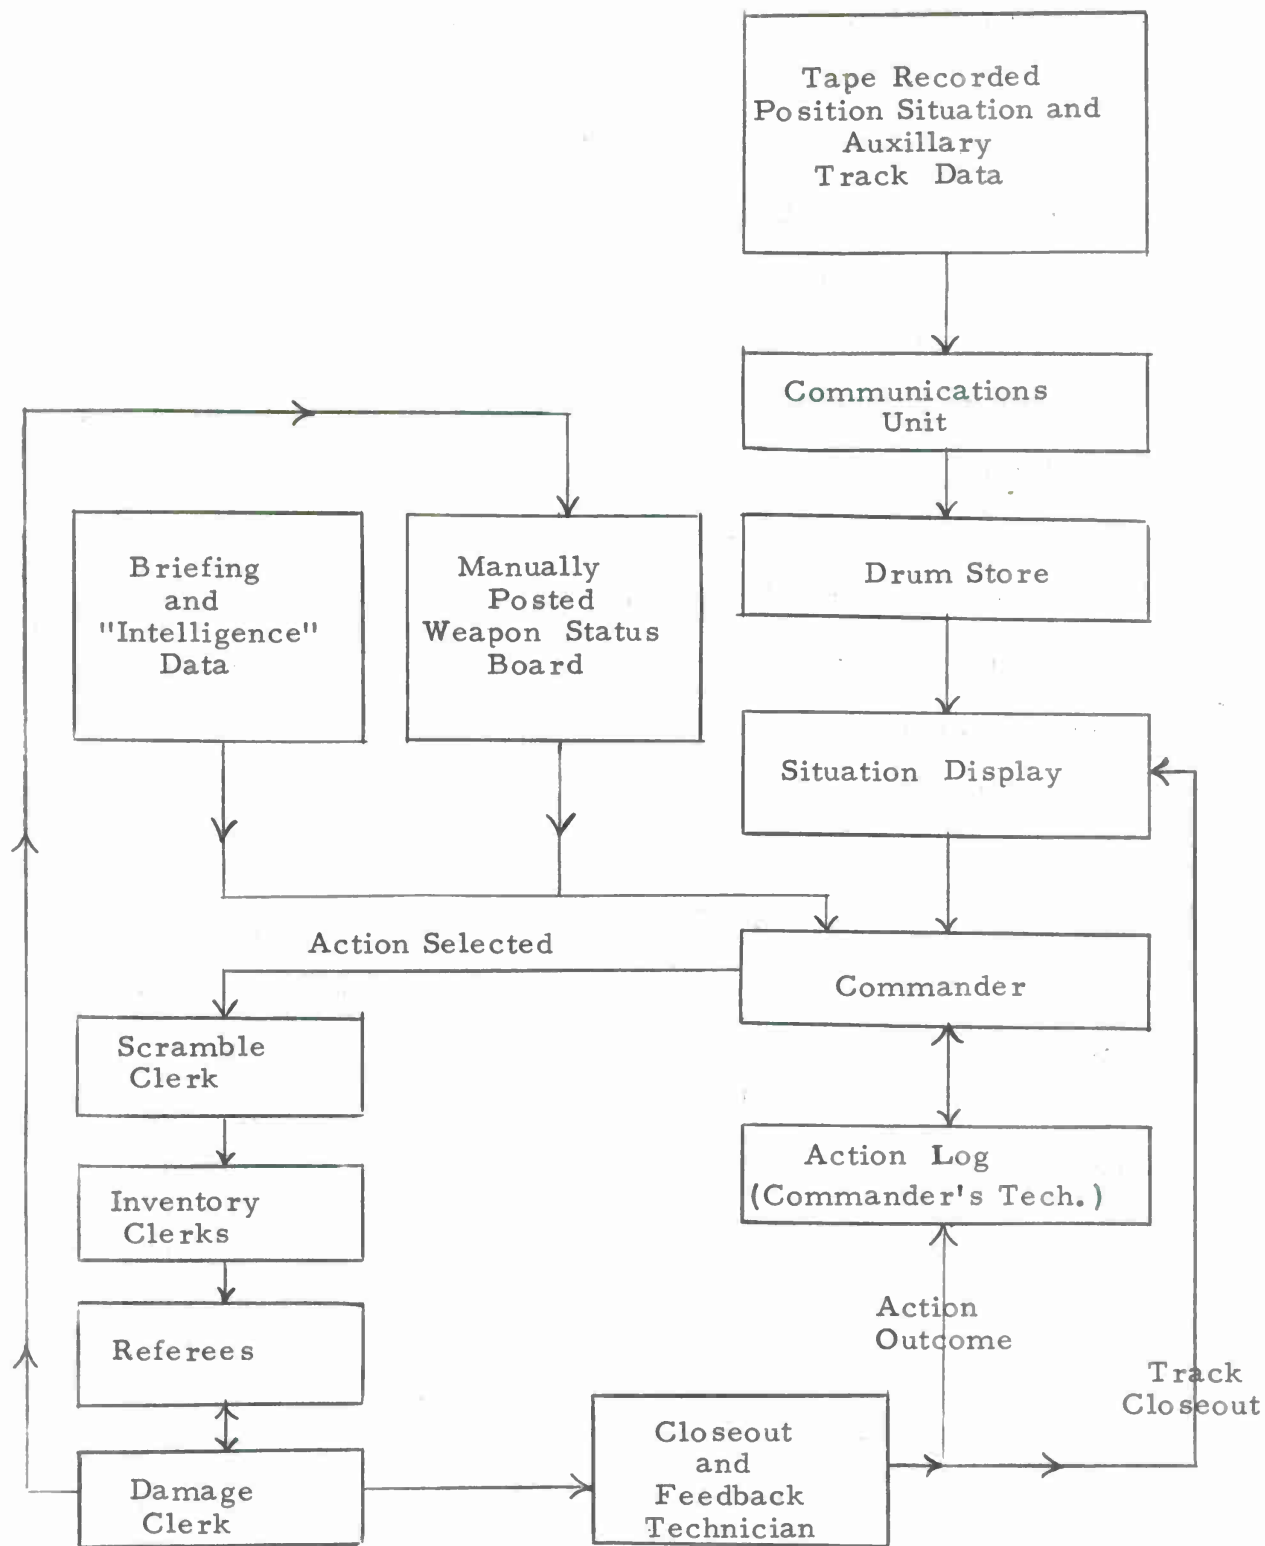 Tape Recorded
Position Situation and
Auxillary
Track Data
Communications
Unit
Briefing
and
"Intelligence"
Data
Manually
Posted
Weapon Status
Board
Drum Store
Situation Display
Action Selected
Commander
Scramble
Clerk
Action Log
(Commander's Tech.)
Inventory
Clerks
Referees
Action
Outcome
Track
Closeout
Closeout
and
Feedback
Technician
Damage
Clerk